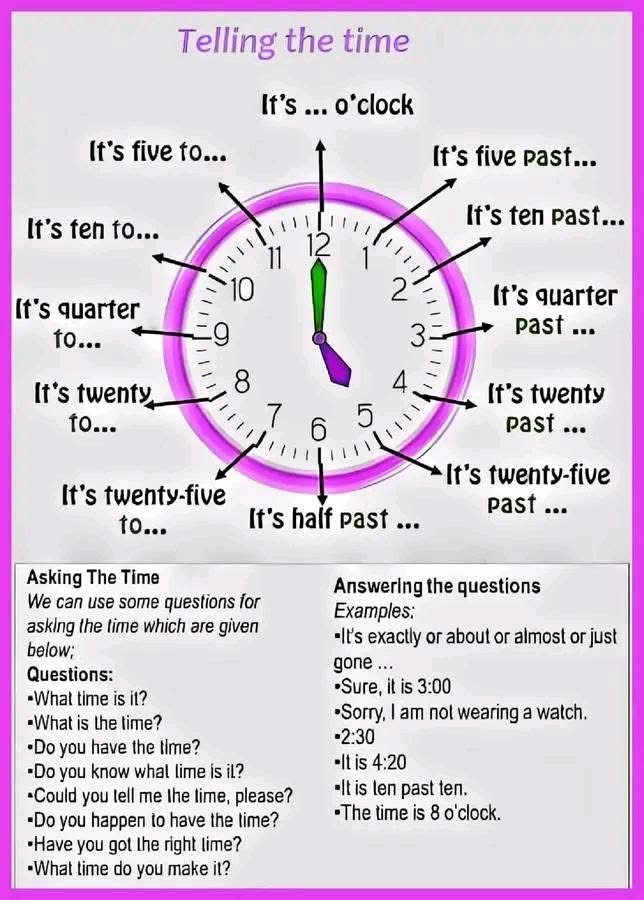 Telling the time
It's ... o'clock
It's five to...
It's five past...
It's ten to...
It's ten past...
It's quarter
to...
It's quarter
past ...
It's twenty
to...
It's twenty
past ...
It's twenty-five
to...
It's half past ...
It's twenty-five
past ...
12
1
2
3
4
5
6
7
8
9
10
11
Asking The Time
We can use some questions for
asking the time which are given
below;
Questions:
•What time is it?
•What is the time?
•Do you have the time?
•Do you know what time is it?
•Could you tell me the time, please?
•Do you happen to have the time?
•Have you got the right time?
•What time do you make it?
Answering the questions
Examples:
•It's exactly or about or almost or just
gone ...
•Sure, it is 3:00
•Sorry, I am not wearing a watch.
•2:30
•It is 4:20
•It is ten past ten.
•The time is 8 o'clock.